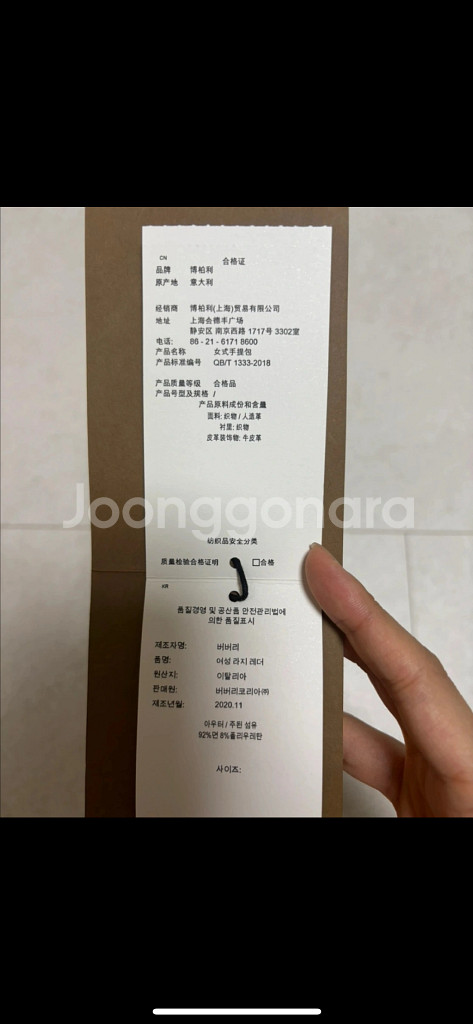 CN
合格证
品牌 博柏利
原产地 意大利
经销商 博柏利(上海)贸易有限公司
地址 上海会德丰广场
静安区 南京西路 1717号 3302室
电话: 86 - 21 - 6171 8600
产品名称 女式手提包
产品标准编号 QB/T 1333-2018
产品质量等级 合格品
产品号型及规格 /
产品原料成份和含量
面料: 织物 / 人造革
衬里: 织物
皮革装饰物: 牛皮革
Joonggonara
纺织品安全分类
质量检验合格证明 合格
KR
품질경영 및 공산품 안전관리법에
의한 품질표시
제조자명: 버버리
품명: 여성 라지 레더
원산지: 이탈리아
판매원: 버버리코리아㈜
제조년월: 2020.11
아우터 / 주된 섬유
92%면 8%폴리우레탄
사이즈: